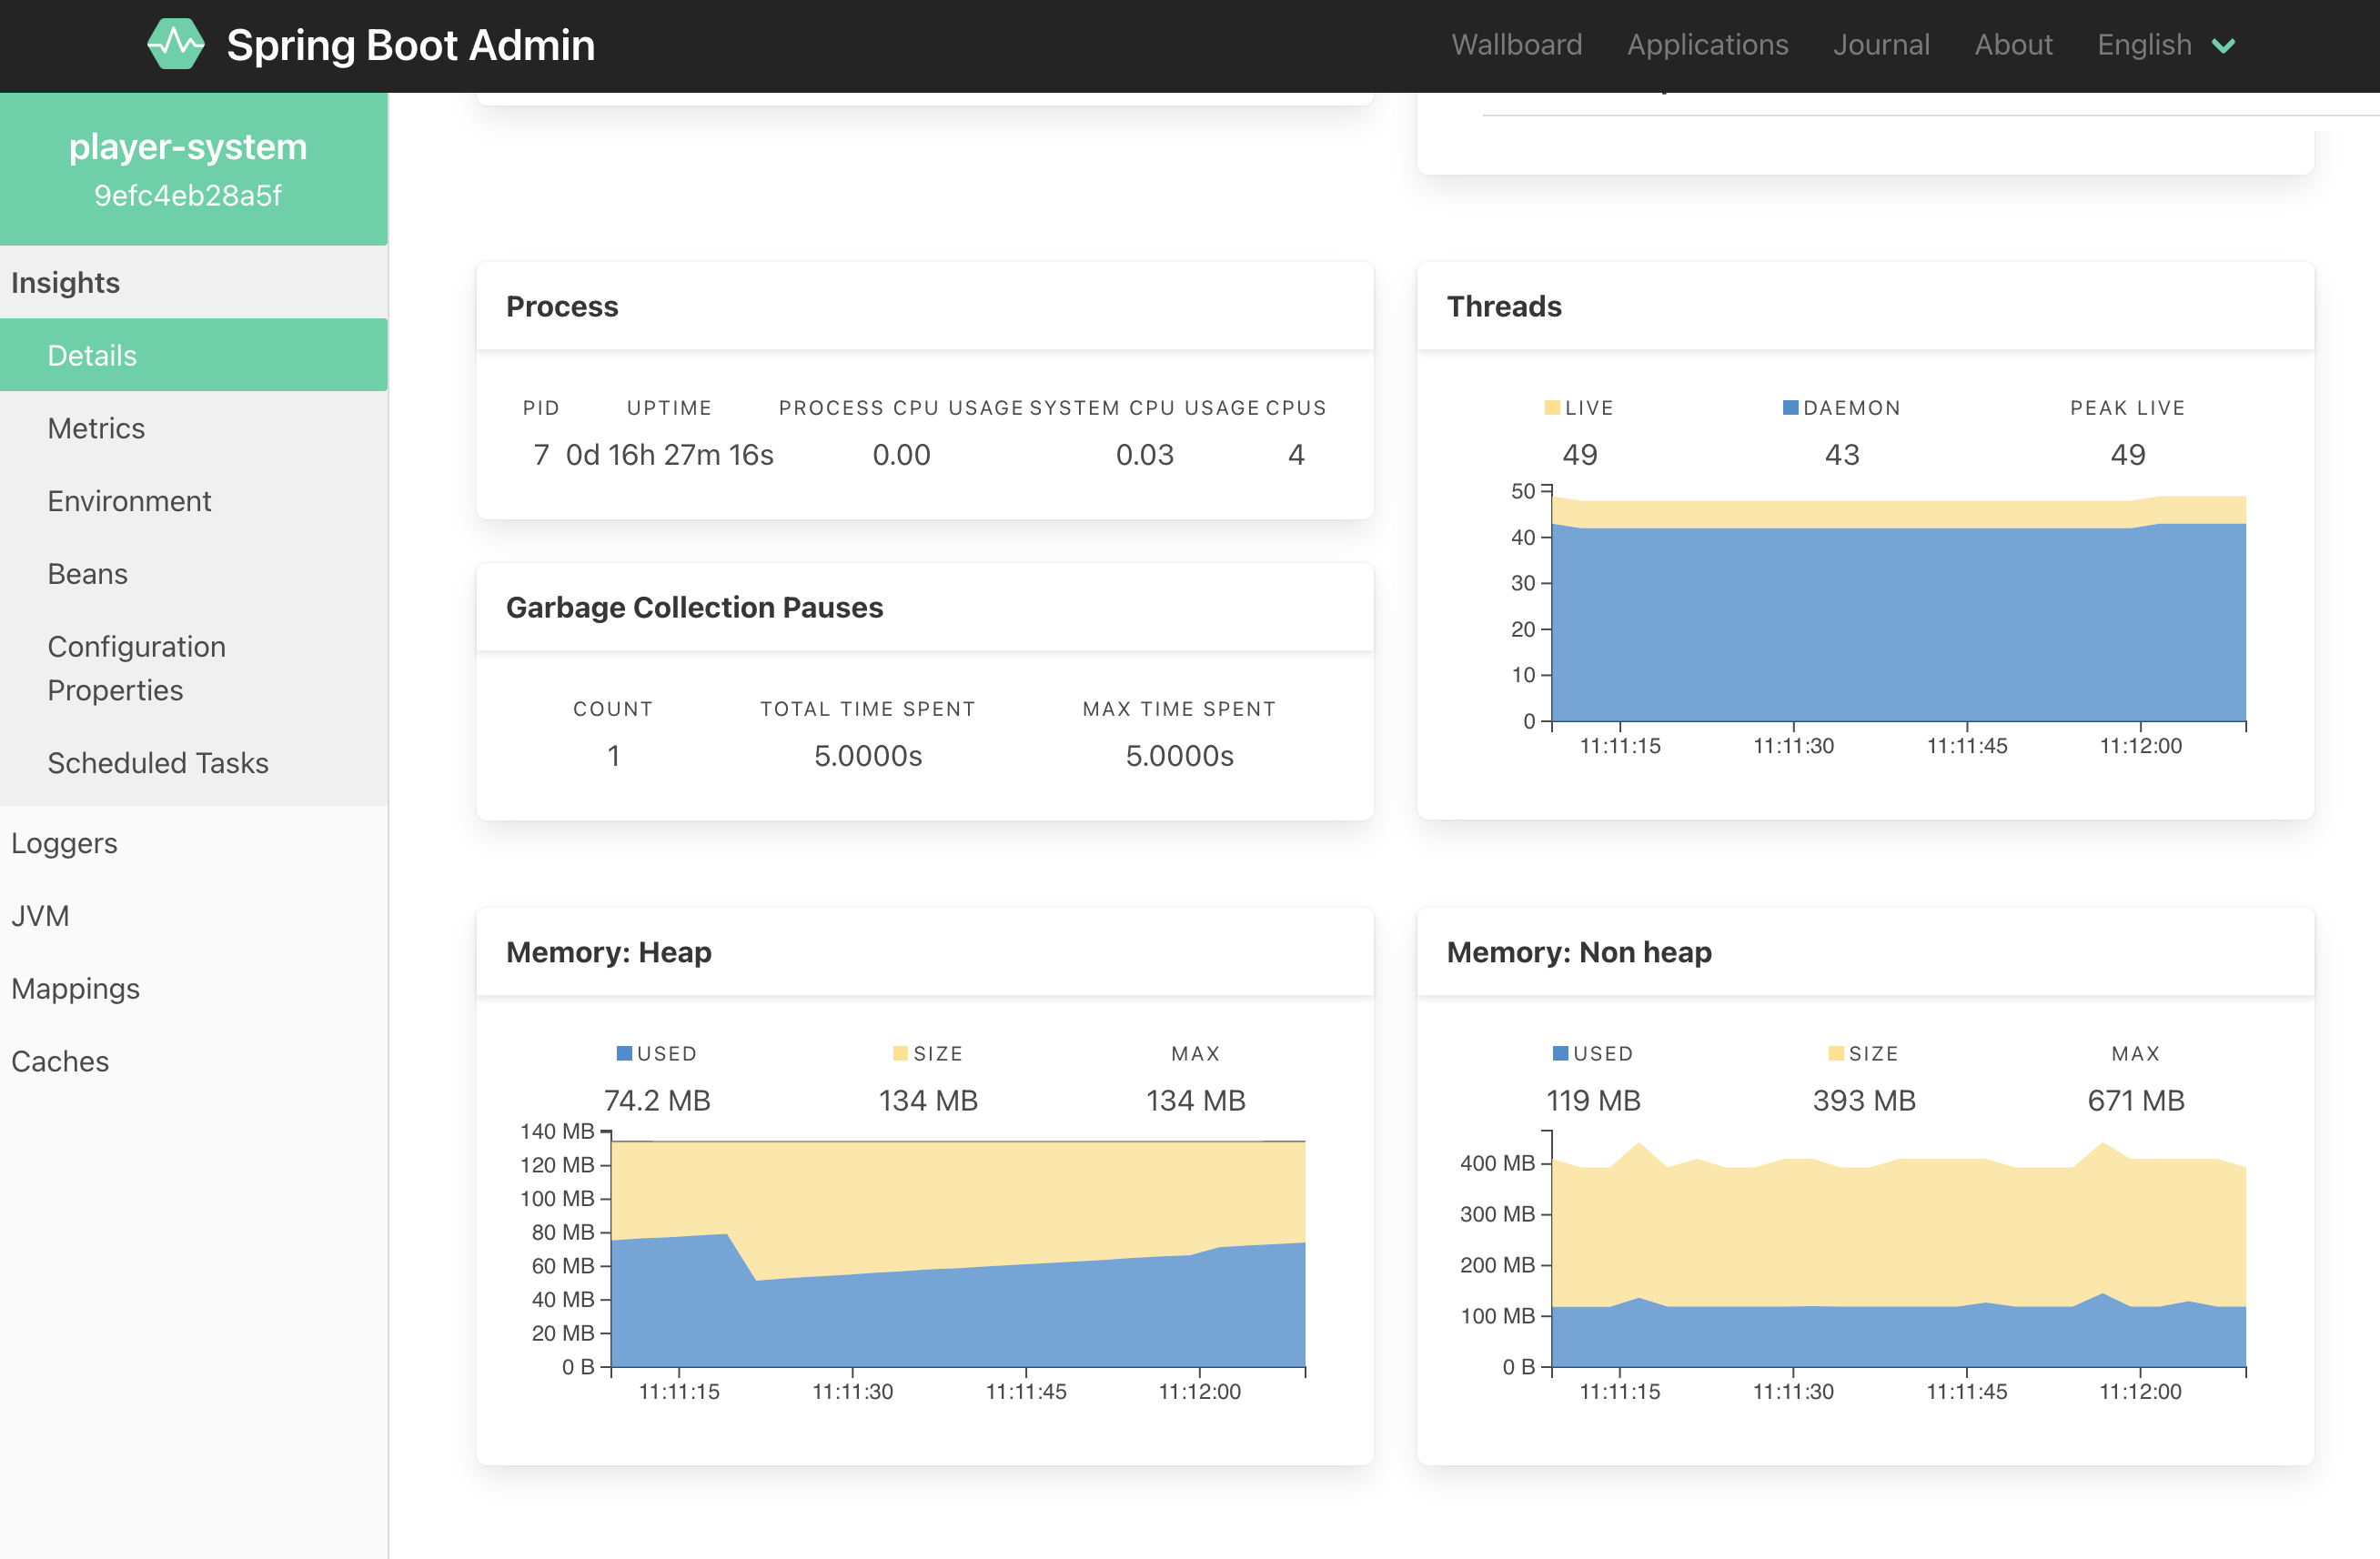 Spring Boot Admin
Wallboard Applications Journal About English
player-system
9efc4eb28a5f
Insights
Details
Metrics
Environment
Beans
Configuration
Properties
Scheduled Tasks
Loggers
JVM
Mappings
Caches
Process
PID UPTIME PROCESS CPU USAGE SYSTEM CPU USAGE CPUS
7 0d 16h 27m 16s 0.00 0.03 4
Garbage Collection Pauses
COUNT TOTAL TIME SPENT MAX TIME SPENT
1 5.0000s 5.0000s
Threads
LIVE DAEMON PEAK LIVE
49 43 49
50
40
30
20
10
0
11:11:15 11:11:30 11:11:45 11:12:00
Memory: Heap
USED SIZE MAX
74.2 MB 134 MB 134 MB
140 MB
120 MB
100 MB
80 MB
60 MB
40 MB
20 MB
0 B
11:11:15 11:11:30 11:11:45 11:12:00
Memory: Non heap
USED SIZE MAX
119 MB 393 MB 671 MB
400 MB
300 MB
200 MB
100 MB
0 B
11:11:15 11:11:30 11:11:45 11:12:00